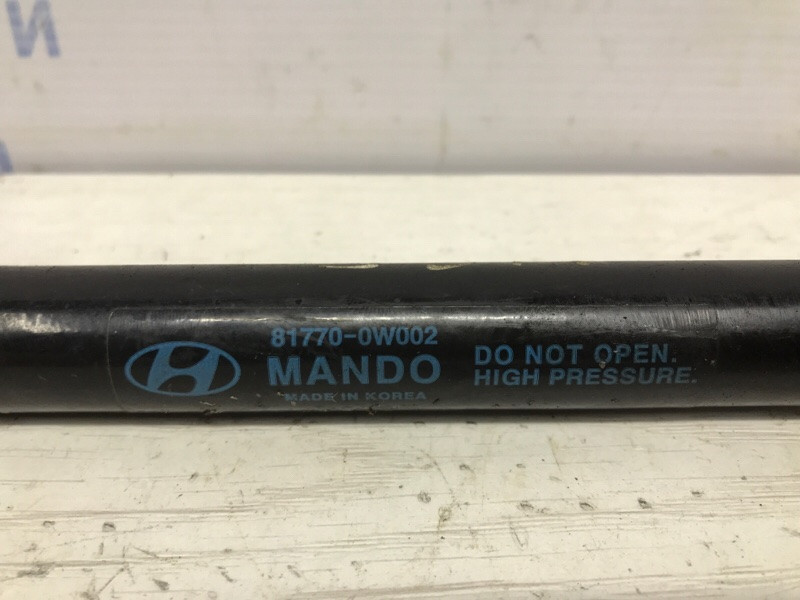 81770-0W002
MANDO
MADE IN KOREA
DO NOT OPEN.
HIGH PRESSURE.